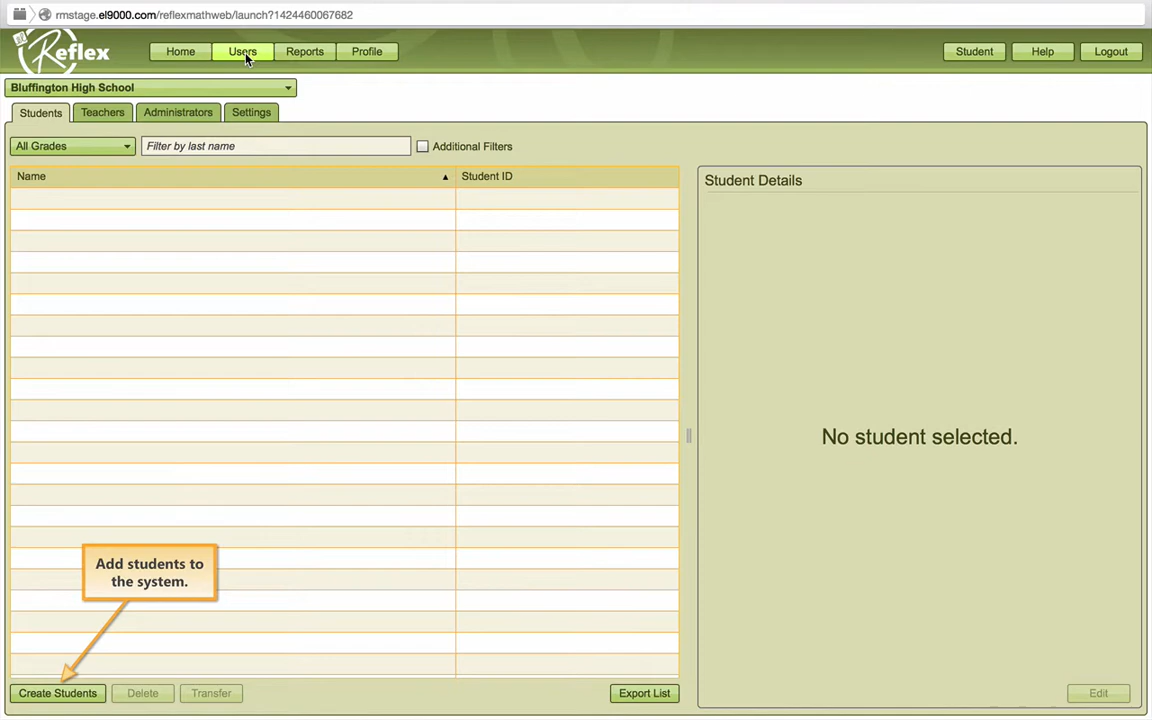 rmstage.el9000.com/reflexmathweb/launch?1424460067682
Reflex
Home
Users
Reports
Profile
Student
Help
Logout
Bluffington High School
Students
Teachers
Administrators
Settings
All Grades
Filter by last name
Additional Filters
Name
Student ID
Student Details
No student selected.
Add students to
the system.
Create Students
Delete
Transfer
Export List
Edit